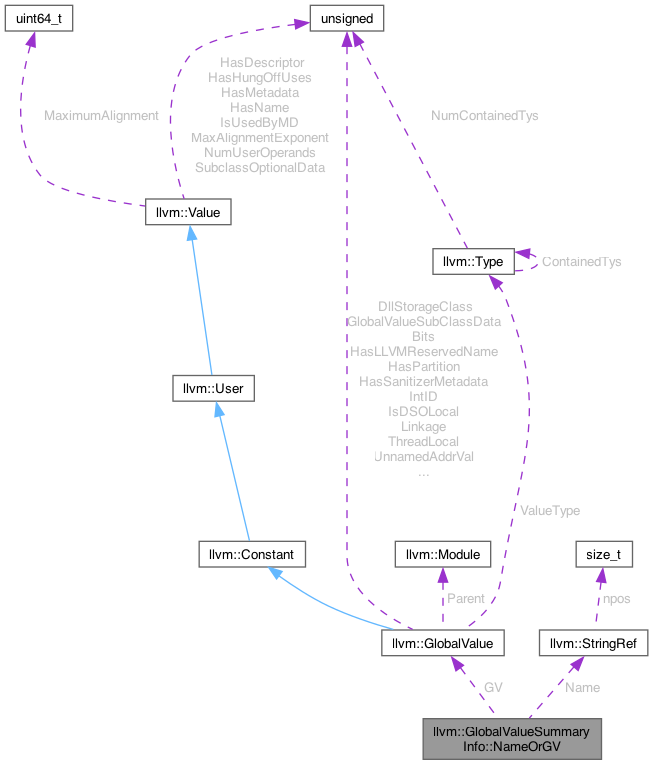 uint64_t
unsigned
HasDescriptor
HasHungOffUses
HasMetadata
HasName
IsUsedByMD
MaxAlignmentExponent
NumUserOperands
SubclassOptionalData
MaximumAlignment
NumContainedTys
llvm::Value
llvm::Type
ContainedTys
DllStorageClass
GlobalValueSubClassData
Bits
HasLLVMReservedName
HasPartition
HasSanitizerMetadata
IntID
IsDSOLocal
Linkage
ThreadLocal
UnnamedAddrVal
...
llvm::User
ValueType
llvm::Constant
llvm::Module
size_t
Parent
npos
llvm::GlobalValue
llvm::StringRef
GV
Name
llvm::GlobalValueSummary
Info::NameOrGV